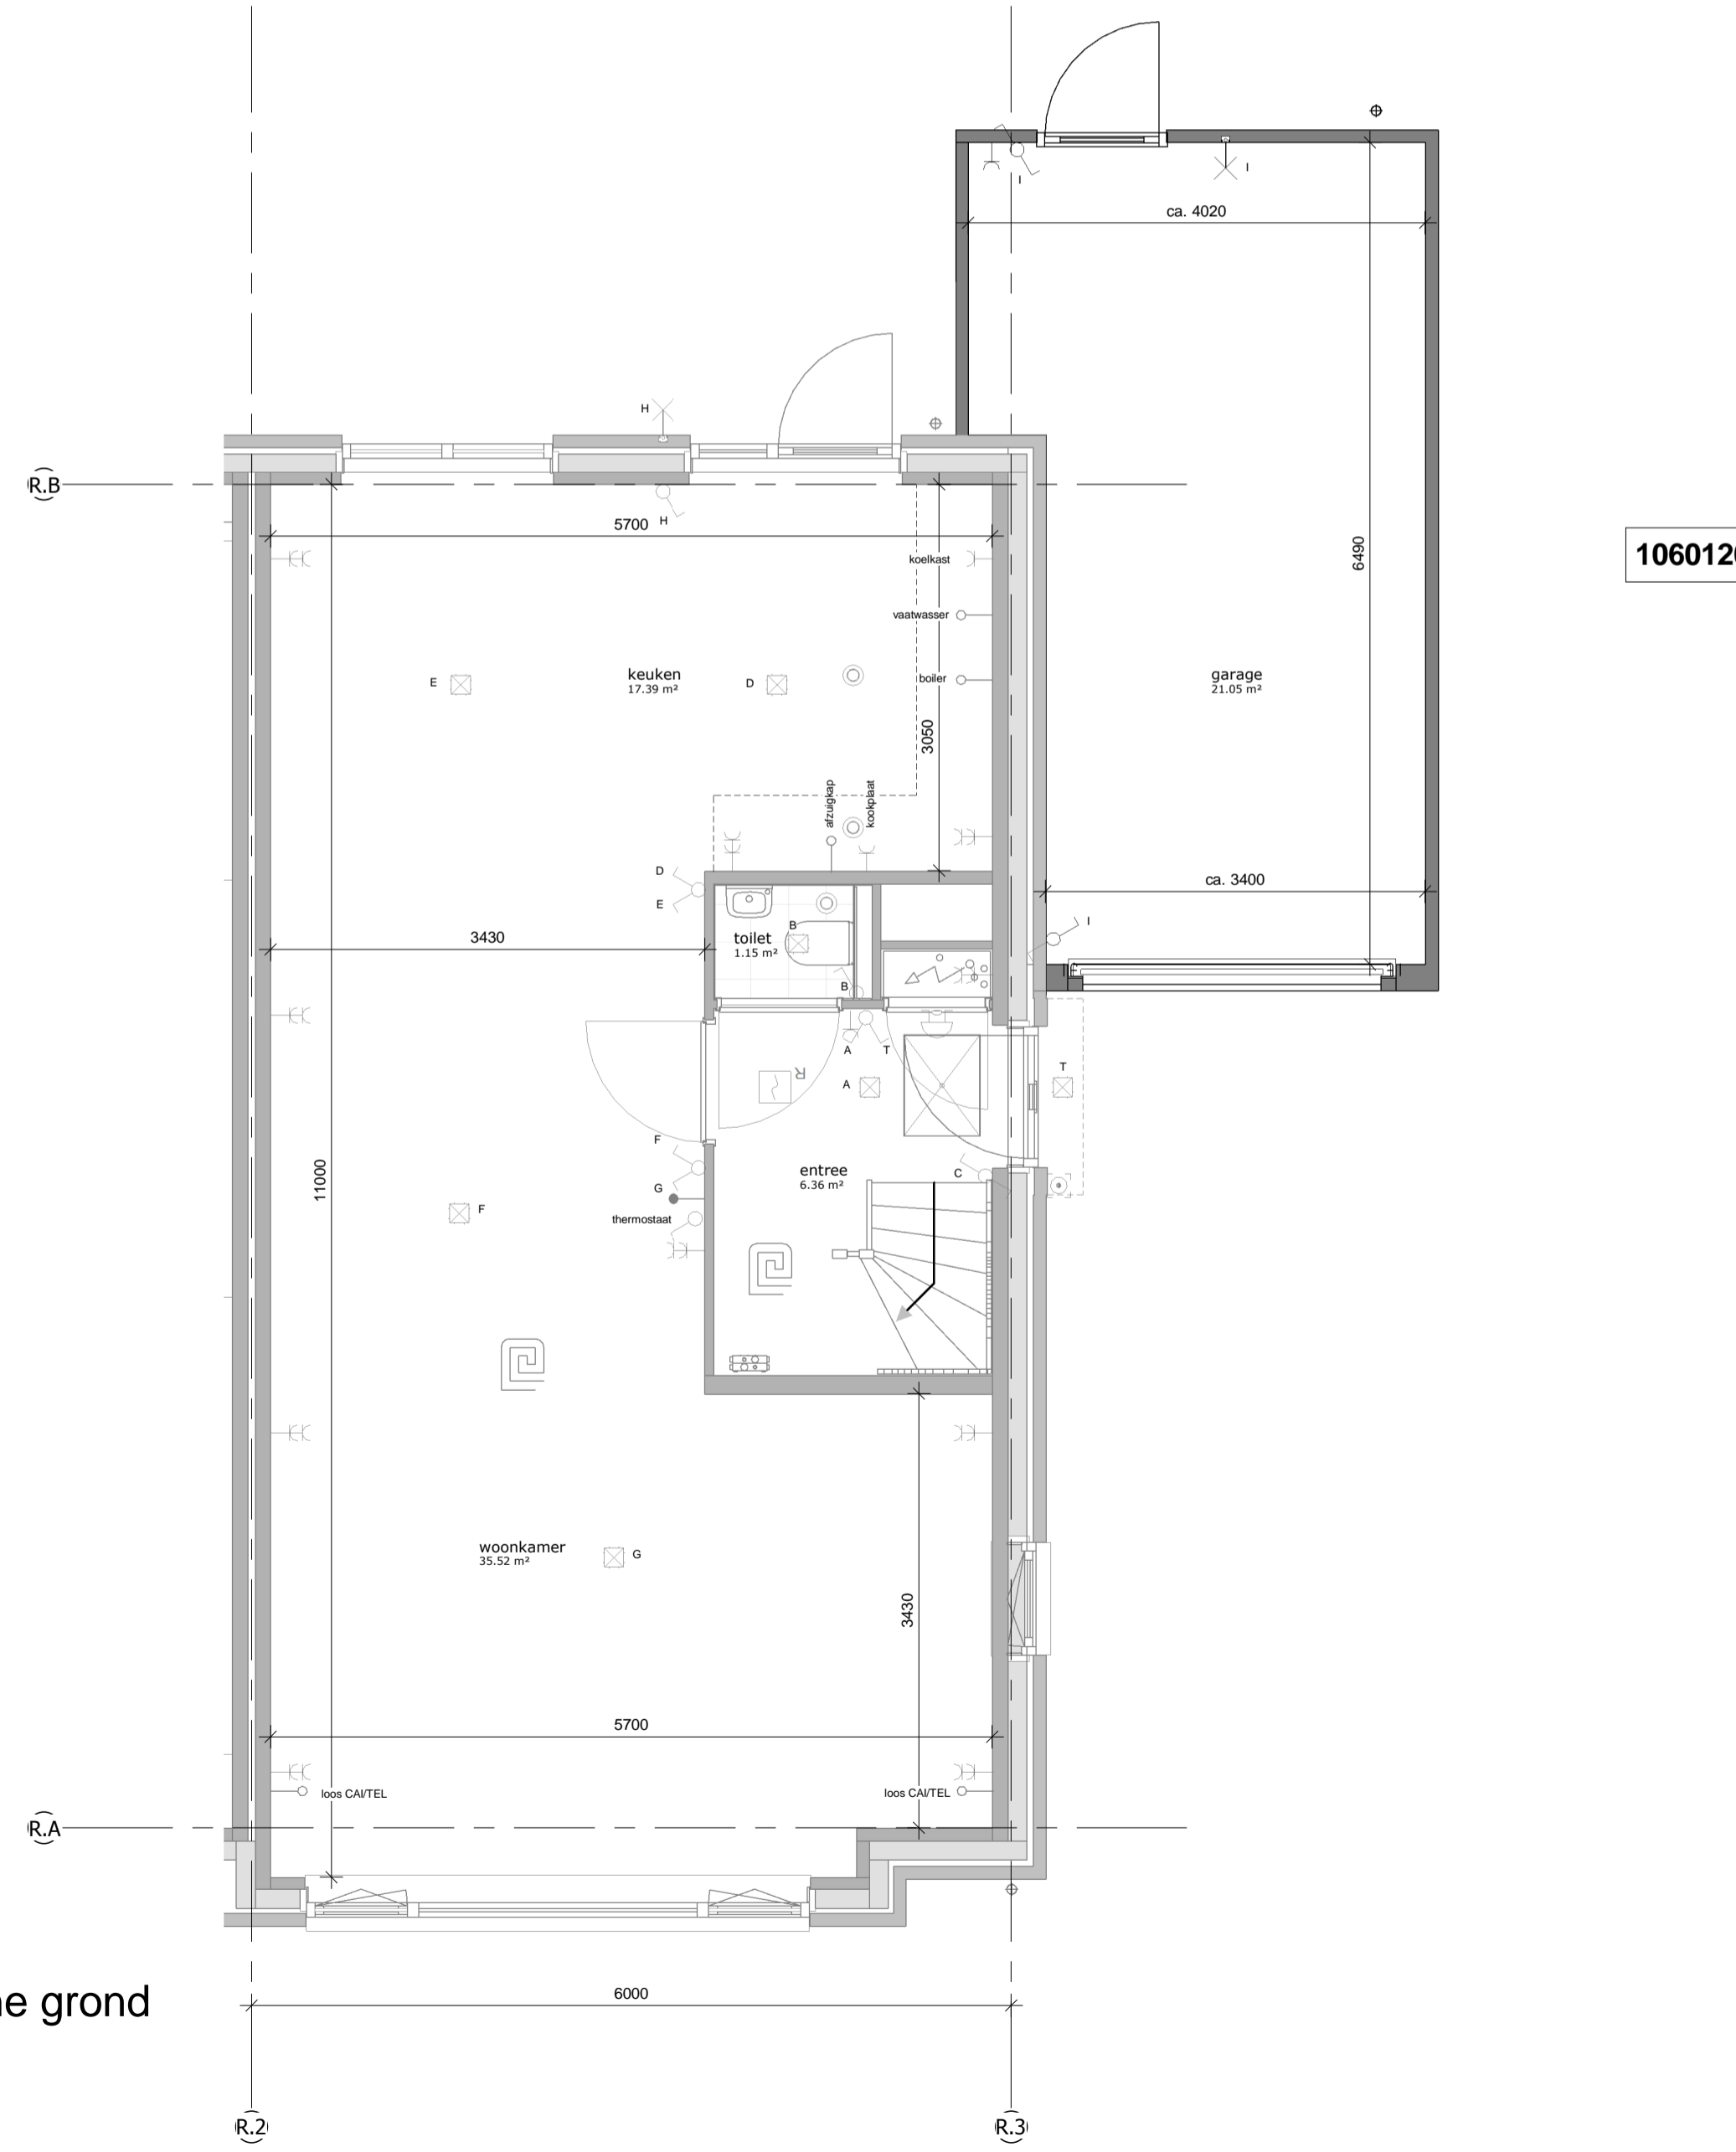 I
I
ca. 4020
H
R.B
5700
H
koelkast
6490
1060120
vaatwasser
keuken
17.39 m²
E
D
boiler
garage
21.05 m²
3050
afzuigkap
kookplaat
D
E
ca. 3400
3430
toilet
1.15 m²
B
I
B
A
T
R
A
T
F
entree
6.36 m²
C
G
11000
F
thermostaat
woonkamer
35.52 m²
G
3430
5700
loos CAI/TEL
loos CAI/TEL
R.A
grond
6000
R.2
R.3